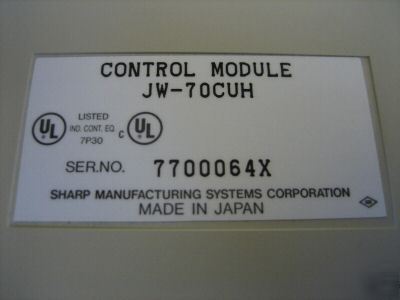 CONTROL MODULE
JW-70CUH
UL LISTED c UL
IND. CONT. EQ.
7P30
SER.NO. 7700064X
SHARP MANUFACTURING SYSTEMS CORPORATION
MADE IN JAPAN